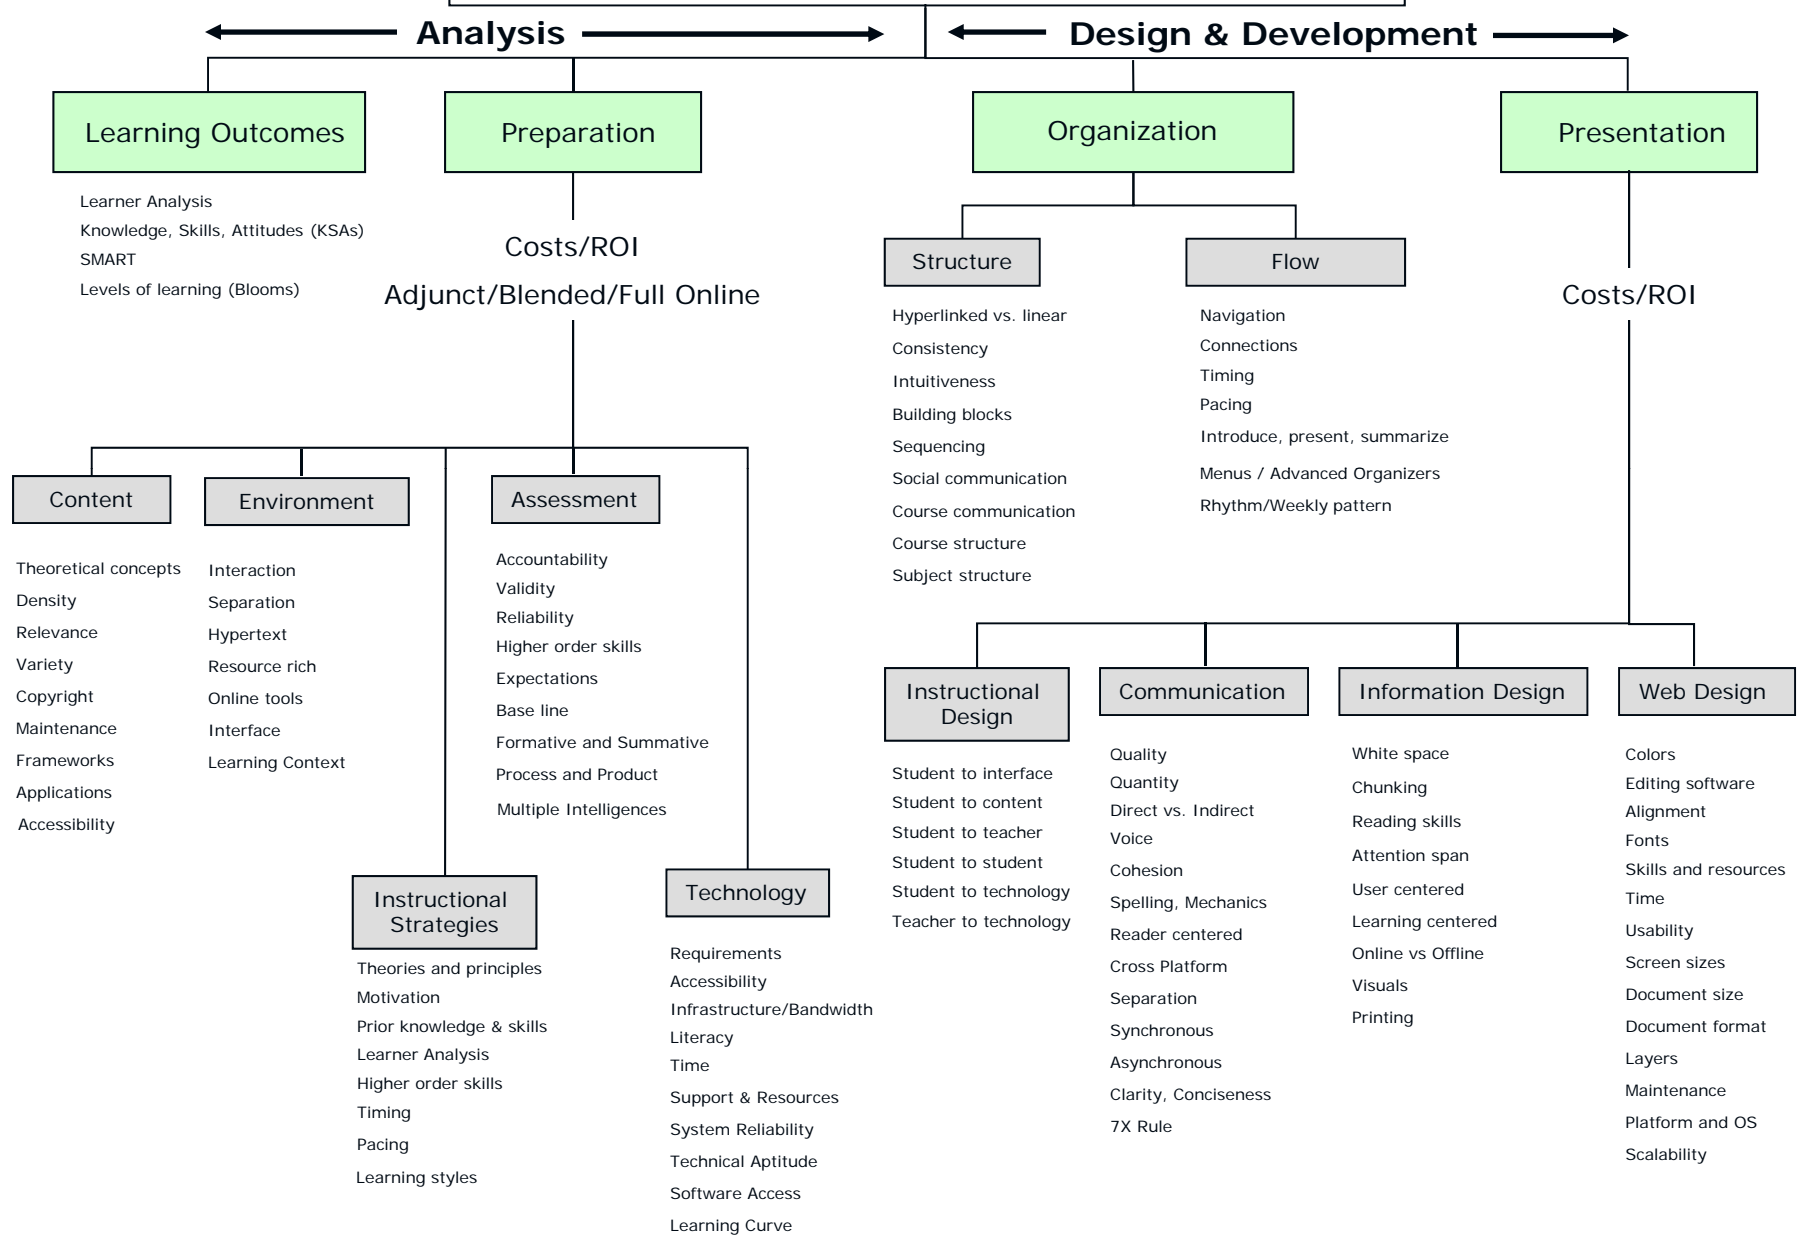 Analysis
Design & Development
Learning Outcomes
Preparation
Organization
Presentation
Learner Analysis
Knowledge, Skills, Attitudes (KSAs)
SMART
Levels of learning (Blooms)
Costs/ROI
Adjunct/Blended/Full Online
Content
Theoretical concepts
Density
Relevance
Variety
Copyright
Maintenance
Frameworks
Applications
Accessibility
Environment
Interaction
Separation
Hypertext
Resource rich
Online tools
Interface
Learning Context
Instructional
Strategies
Theories and principles
Motivation
Prior knowledge & skills
Learner Analysis
Higher order skills
Timing
Pacing
Learning styles
Assessment
Accountability
Validity
Reliability
Higher order skills
Expectations
Base line
Formative and Summative
Process and Product
Multiple Intelligences
Technology
Requirements
Accessibility
Infrastructure/Bandwidth
Literacy
Time
Support & Resources
System Reliability
Technical Aptitude
Software Access
Learning Curve
Structure
Hyperlinked vs. linear
Consistency
Intuitiveness
Building blocks
Sequencing
Social communication
Course communication
Course structure
Subject structure
Flow
Navigation
Connections
Timing
Pacing
Introduce, present, summarize
Menus / Advanced Organizers
Rhythm/Weekly pattern
Costs/ROI
Instructional
Design
Student to interface
Student to content
Student to teacher
Student to student
Student to technology
Teacher to technology
Communication
Quality
Quantity
Direct vs. Indirect
Voice
Cohesion
Spelling, Mechanics
Reader centered
Cross Platform
Separation
Synchronous
Asynchronous
Clarity, Conciseness
7X Rule
Information Design
White space
Chunking
Reading skills
Attention span
User centered
Learning centered
Online vs Offline
Visuals
Printing
Web Design
Colors
Editing software
Alignment
Fonts
Skills and resources
Time
Usability
Screen sizes
Document size
Document format
Layers
Maintenance
Platform and OS
Scalability